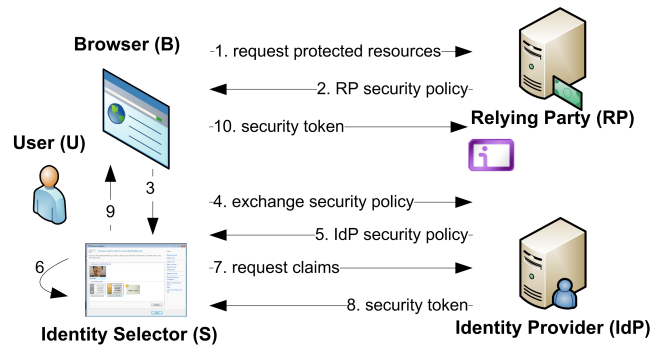 Browser (B)
1. request protected resources
2. RP security policy
10. security token
Relying Party (RP)
User (U)
3
9
4. exchange security policy
5. IdP security policy
6
7. request claims
8. security token
Identity Selector (S)
Identity Provider (IdP)